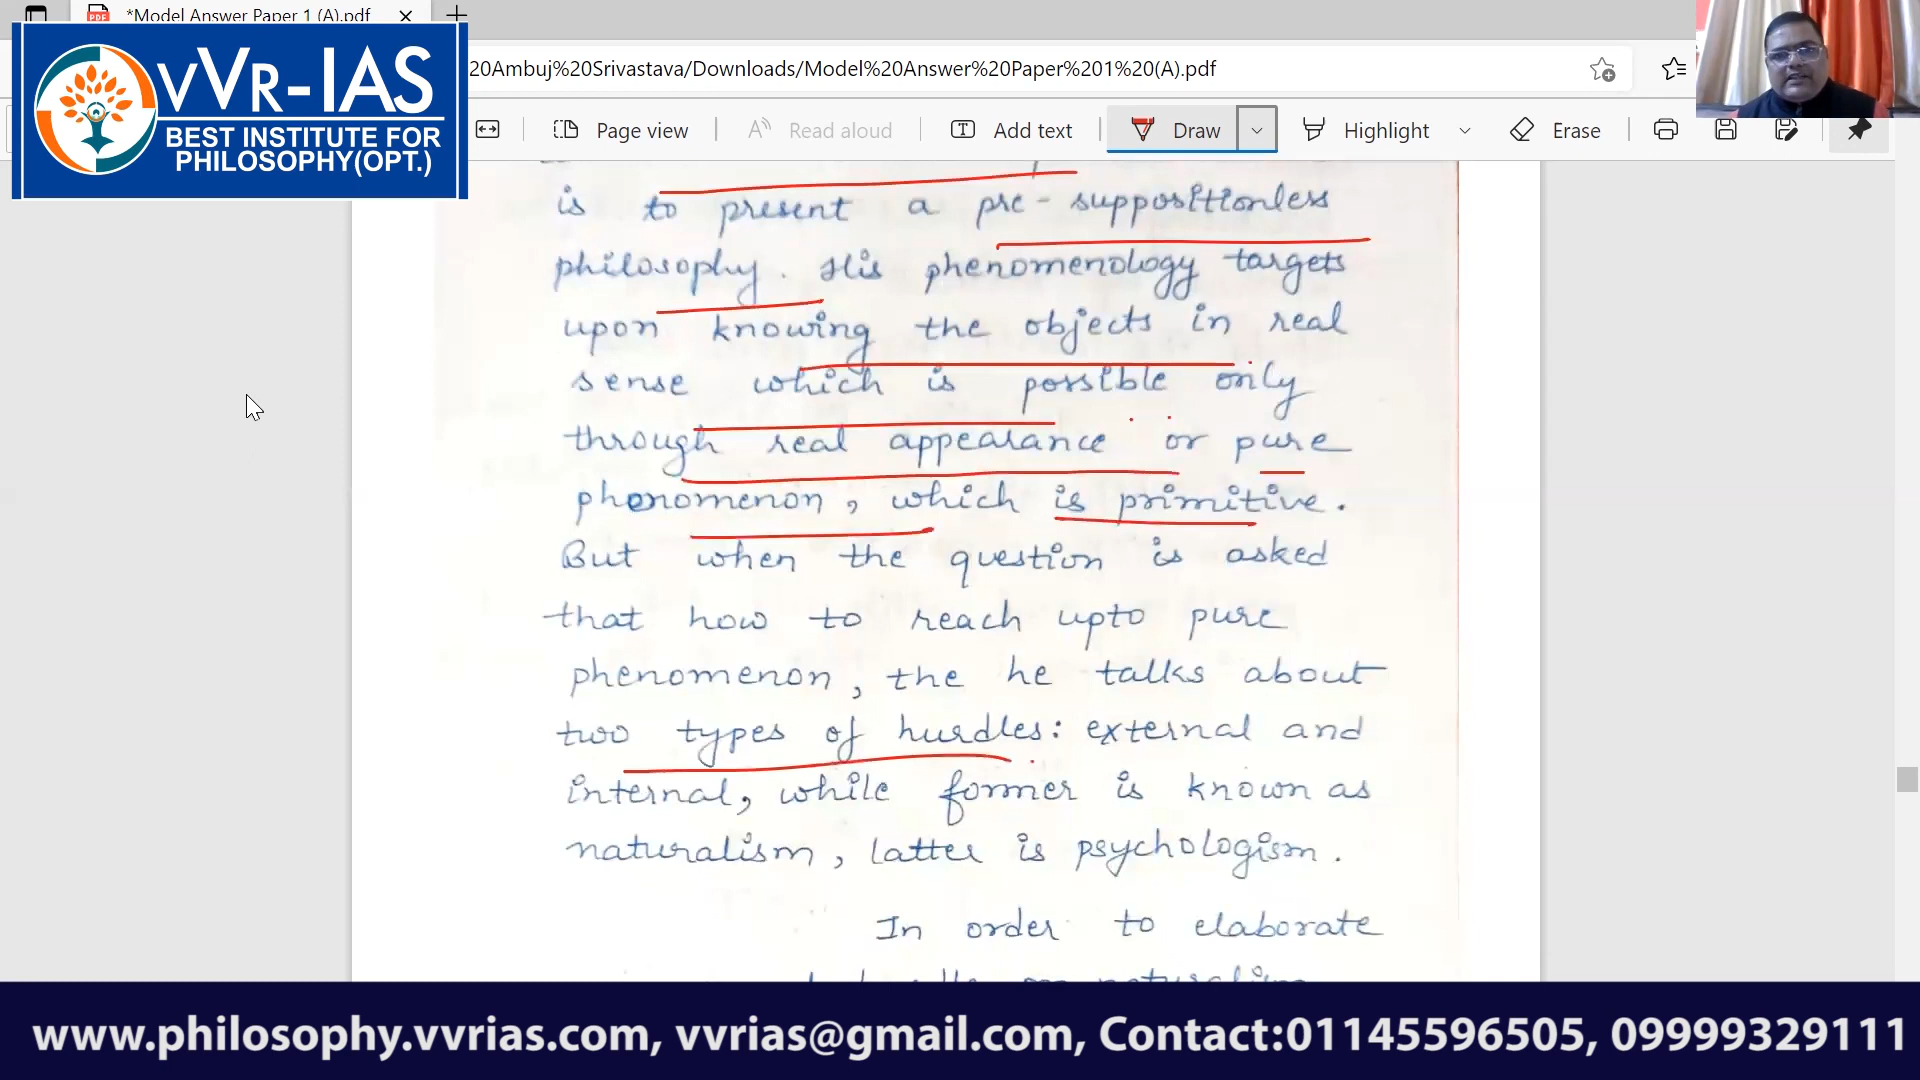 *Model Answer Paper 1 (A).pdf
vVR-IAS
BEST INSTITUTE FOR
PHILOSOPHY(OPT.)
20Ambuj%20Srivastava/Downloads/Model%20Answer%20Paper%201%20(A).pdf
Page view
Read aloud
Add text
Draw
Highlight
Erase
is to present a pre-suppositionless
philosophy. His phenomenology targets
upon knowing the objects in real
sense which is possible only
through real appearance or pure
phenomenon, which is primitive.
But when the question is asked
that how to reach upto pure
phenomenon, the he talks about
two types of hurdles: external and
internal, while former is known as
naturalism, latter is psychologism.
In order to elaborate
www.philosophy.vvrias.com, vvrias@gmail.com, Contact:01145596505, 09999329111